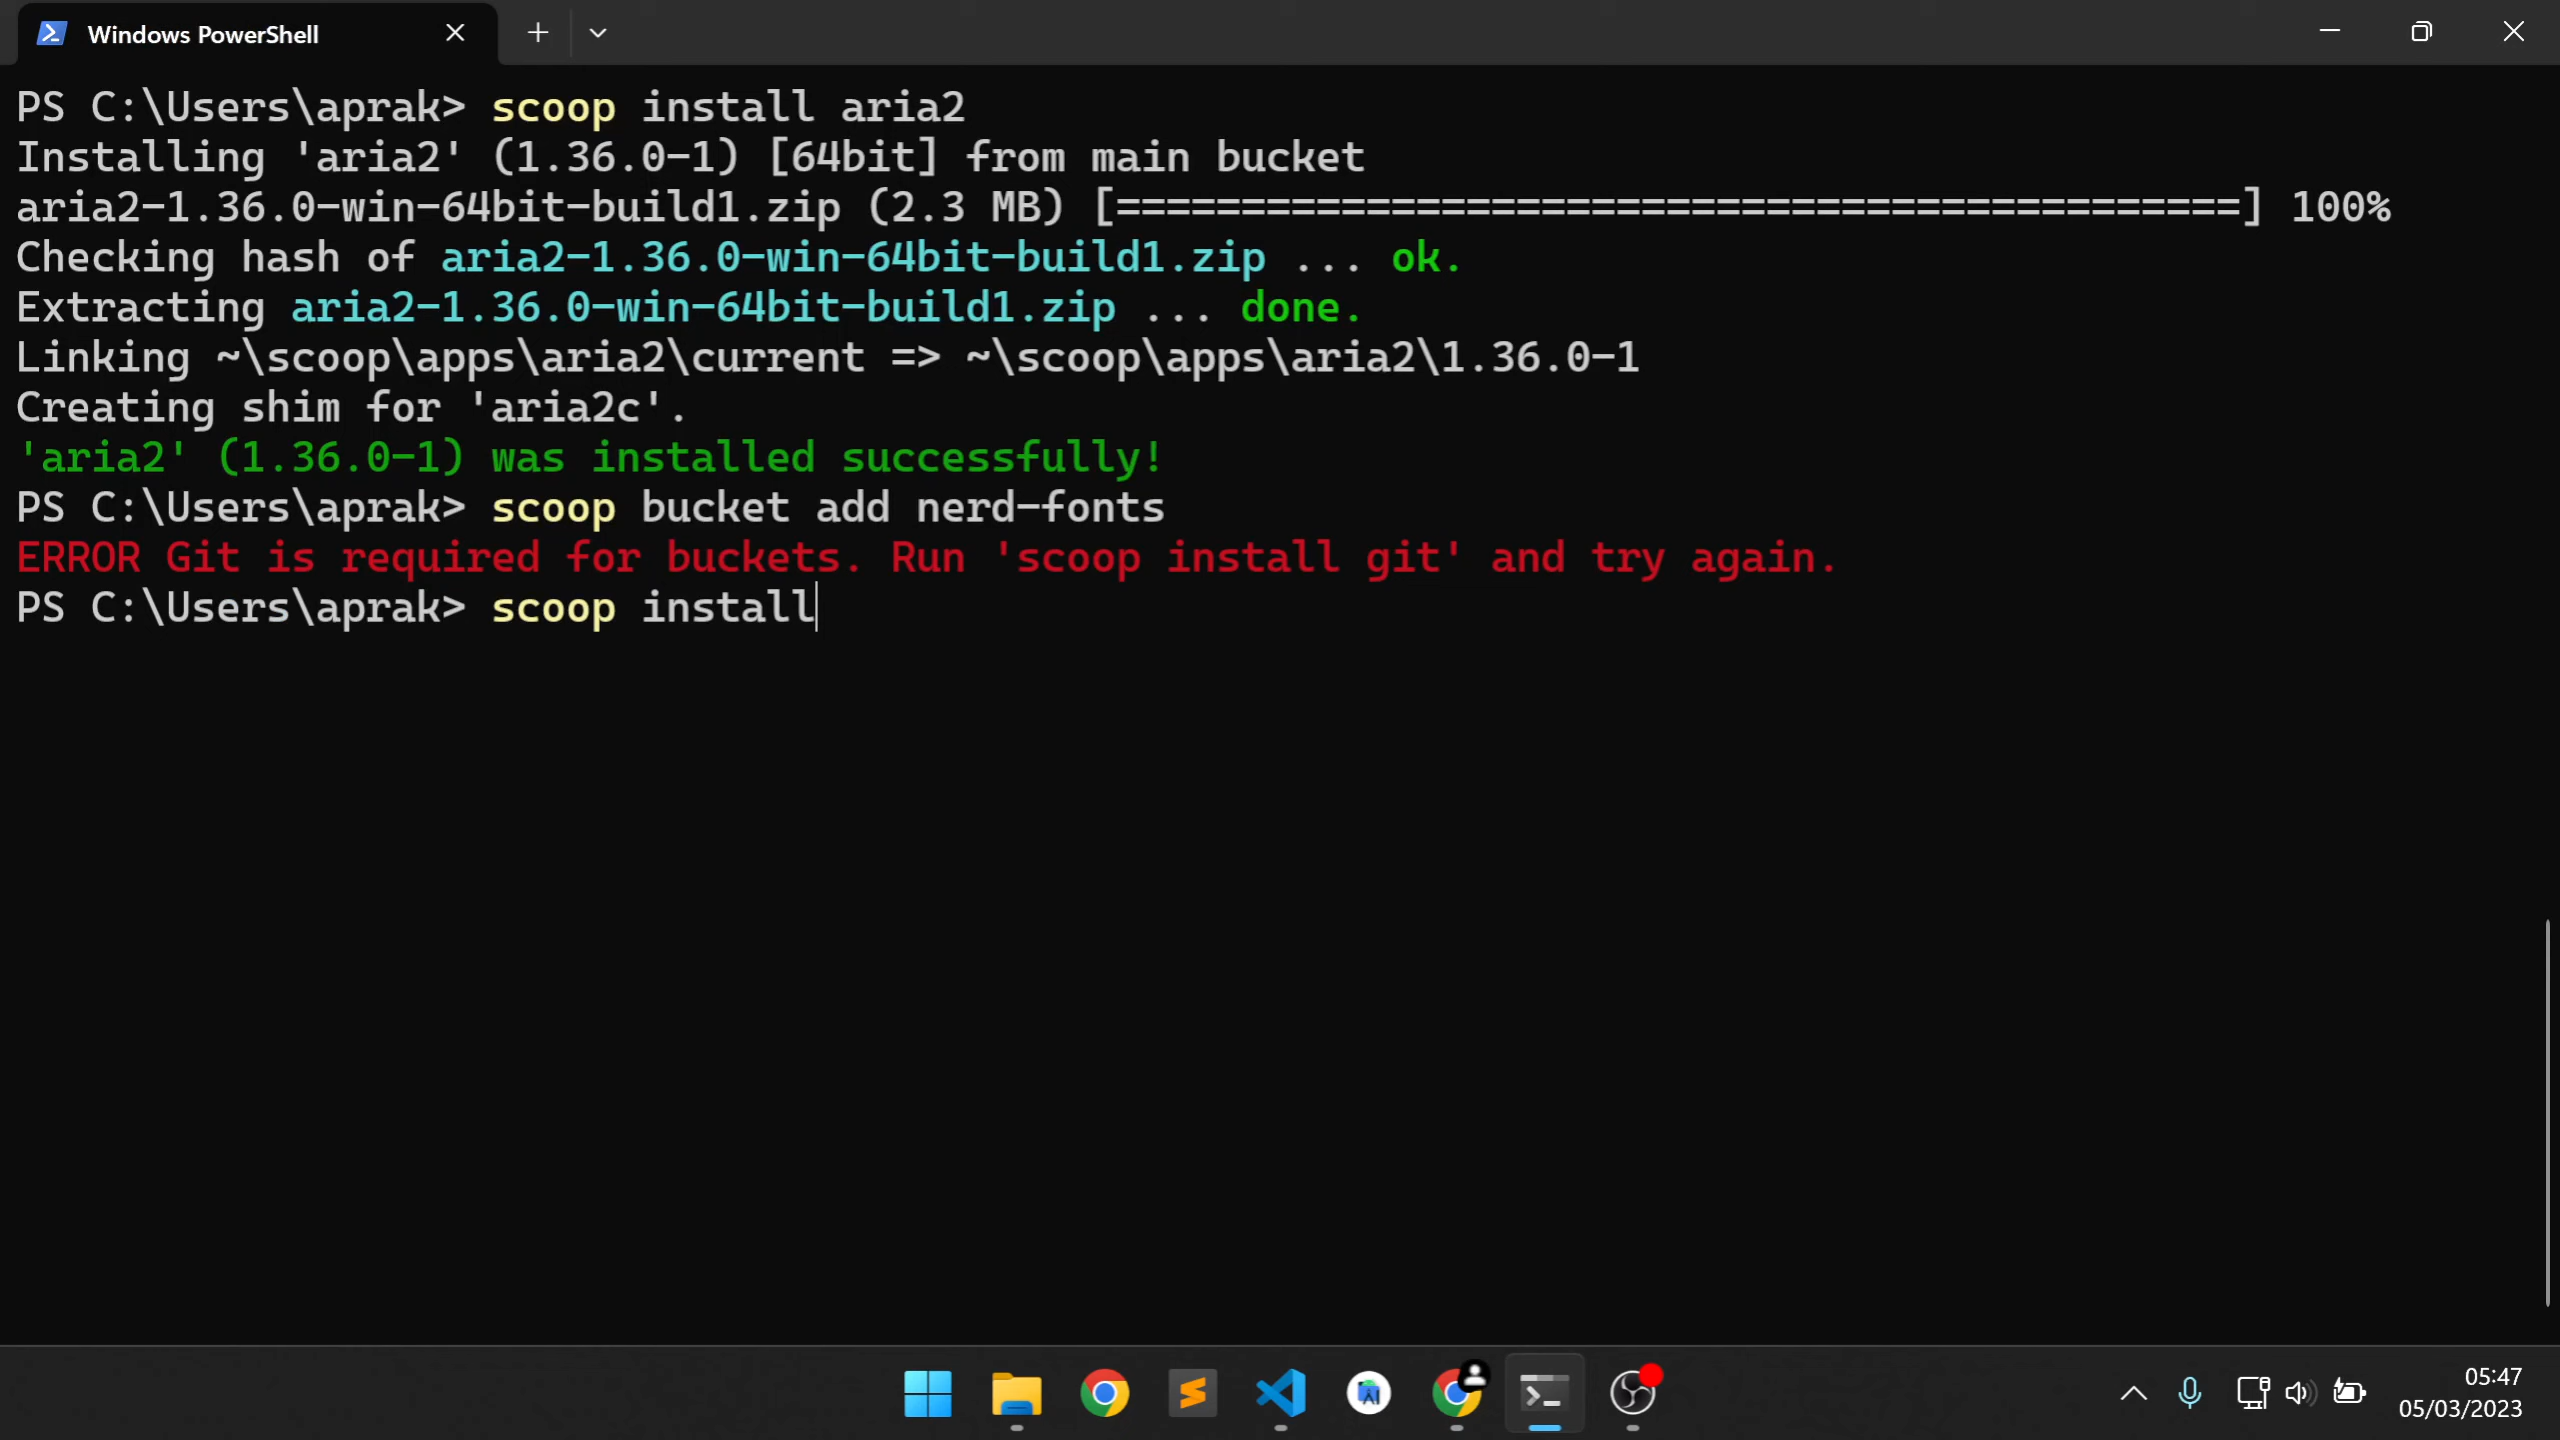 Windows PowerShell
PS C:\Users\aprak> scoop install aria2
Installing 'aria2' (1.36.0-1) [64bit] from main bucket
aria2-1.36.0-win-64bit-build1.zip (2.3 MB) [=============================================] 100%
Checking hash of aria2-1.36.0-win-64bit-build1.zip ... ok.
Extracting aria2-1.36.0-win-64bit-build1.zip ... done.
Linking ~\scoop\apps\aria2\current => ~\scoop\apps\aria2\1.36.0-1
Creating shim for 'aria2c'.
'aria2' (1.36.0-1) was installed successfully!
PS C:\Users\aprak> scoop bucket add nerd-fonts
ERROR Git is required for buckets. Run 'scoop install git' and try again.
PS C:\Users\aprak> scoop install
05:47
05/03/2023